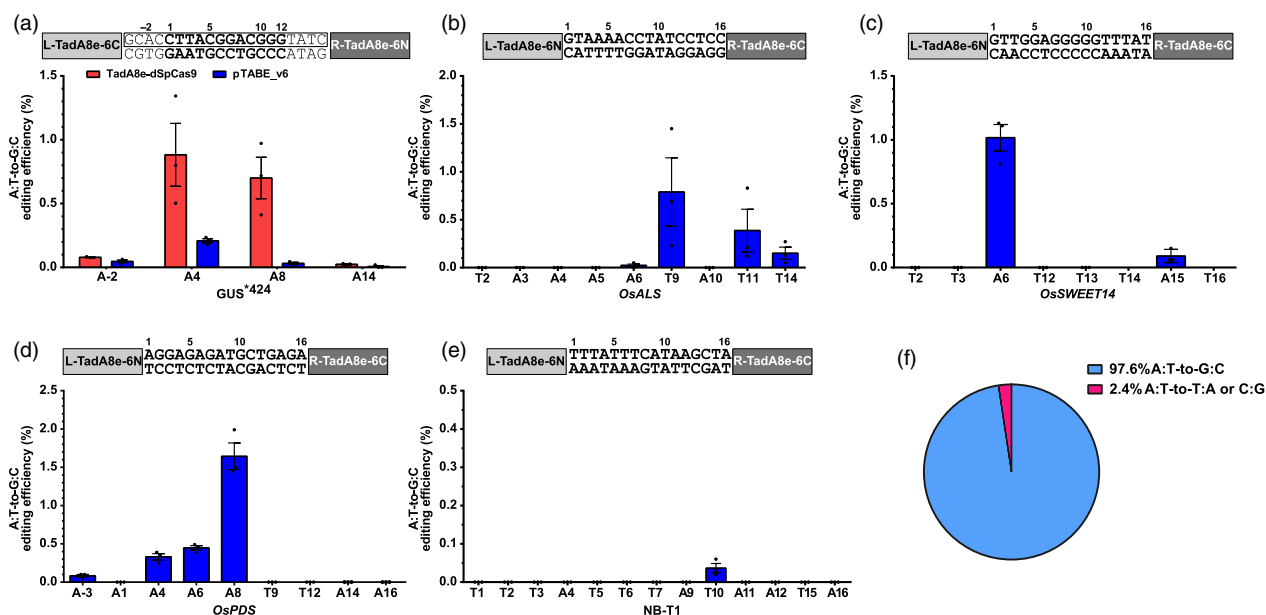 (a)
−2 1 5 10 12
L-TadA8e-6C GCACCTTACGGACGGGTATC R-TadA8e-6N
CGTGGAATGCCTGCCCATAG
TadA8e-dSpCas9 pTABE_v6
A:T-to-G:C
editing efficiency (%)
1.5
1.0
0.5
0.0
A-2 A4 A8 A14
GUS*424
(b)
1 5 10 16
L-TadA8e-6N GTAAAACCTATCCTCC R-TadA8e-6C
CATTTTGGATAGGAGG
A:T-to-G:C
editing efficiency (%)
2.0
1.5
1.0
0.5
0.0
T2 A3 A4 A5 A6 T9 A10 T11 T14
OsALS
(c)
1 5 10 16
L-TadA8e-6N GTTGGAGGGGGTTTAT R-TadA8e-6C
CAACCTCCCCCAAATA
A:T-to-G:C
editing efficiency (%)
1.5
1.0
0.5
0.0
T2 T3 A6 T12 T13 T14 A15 T16
OsSWEET14
(d)
1 5 10 16
L-TadA8e-6N AGGAGAGATGCTGAGA R-TadA8e-6C
TCCTCTCTACGACTCT
A:T-to-G:C
editing efficiency (%)
2.5
2.0
1.5
1.0
0.5
0.0
A-3 A1 A4 A6 A8 T9 T12 A14 A16
OsPDS
(e)
1 5 10 16
L-TadA8e-6N TTTATTTCATAAGCTA R-TadA8e-6C
AAATAAAGTATTCGAT
A:T-to-G:C
editing efficiency (%)
0.5
0.4
0.3
0.2
0.1
0.0
T1 T2 T3 A4 T5 T6 T7 A9 T10 A11 A12 T15 A16
NB-T1
(f)
97.6%A:T-to-G:C
2.4%A:T-to-T:A or C:G